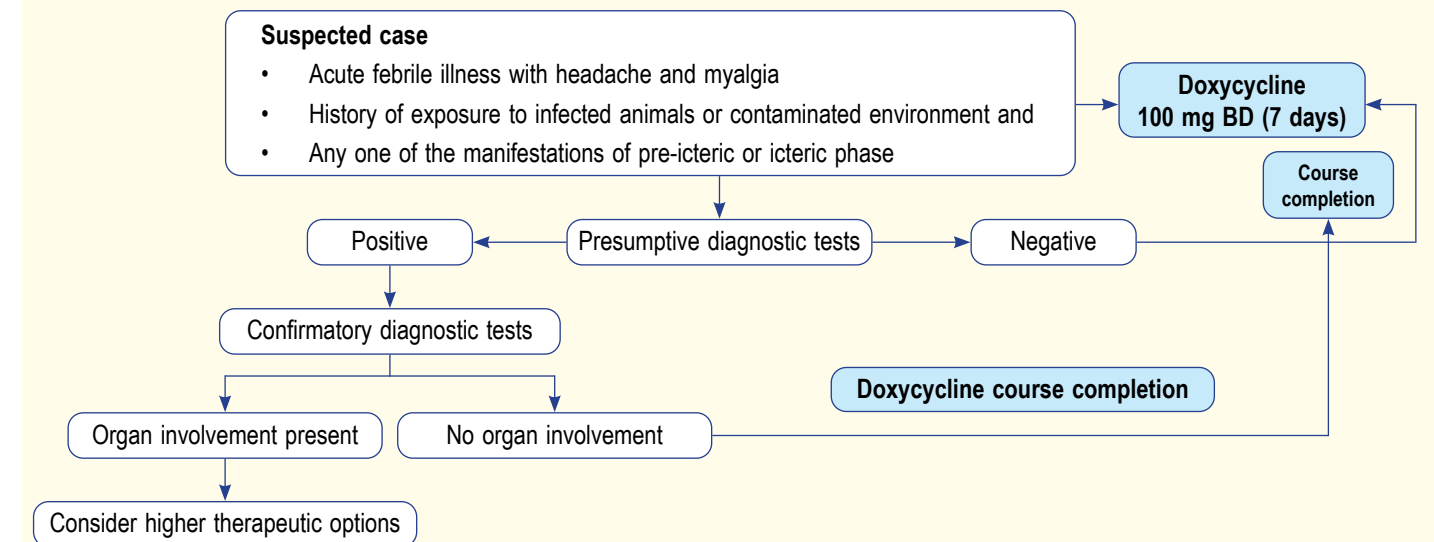 Suspected case
• Acute febrile illness with headache and myalgia
• History of exposure to infected animals or contaminated environment and
• Any one of the manifestations of pre-icteric or icteric phase
Doxycycline
100 mg BD (7 days)
Course
completion
Positive
Presumptive diagnostic tests
Negative
Confirmatory diagnostic tests
Doxycycline course completion
Organ involvement present
No organ involvement
Consider higher therapeutic options